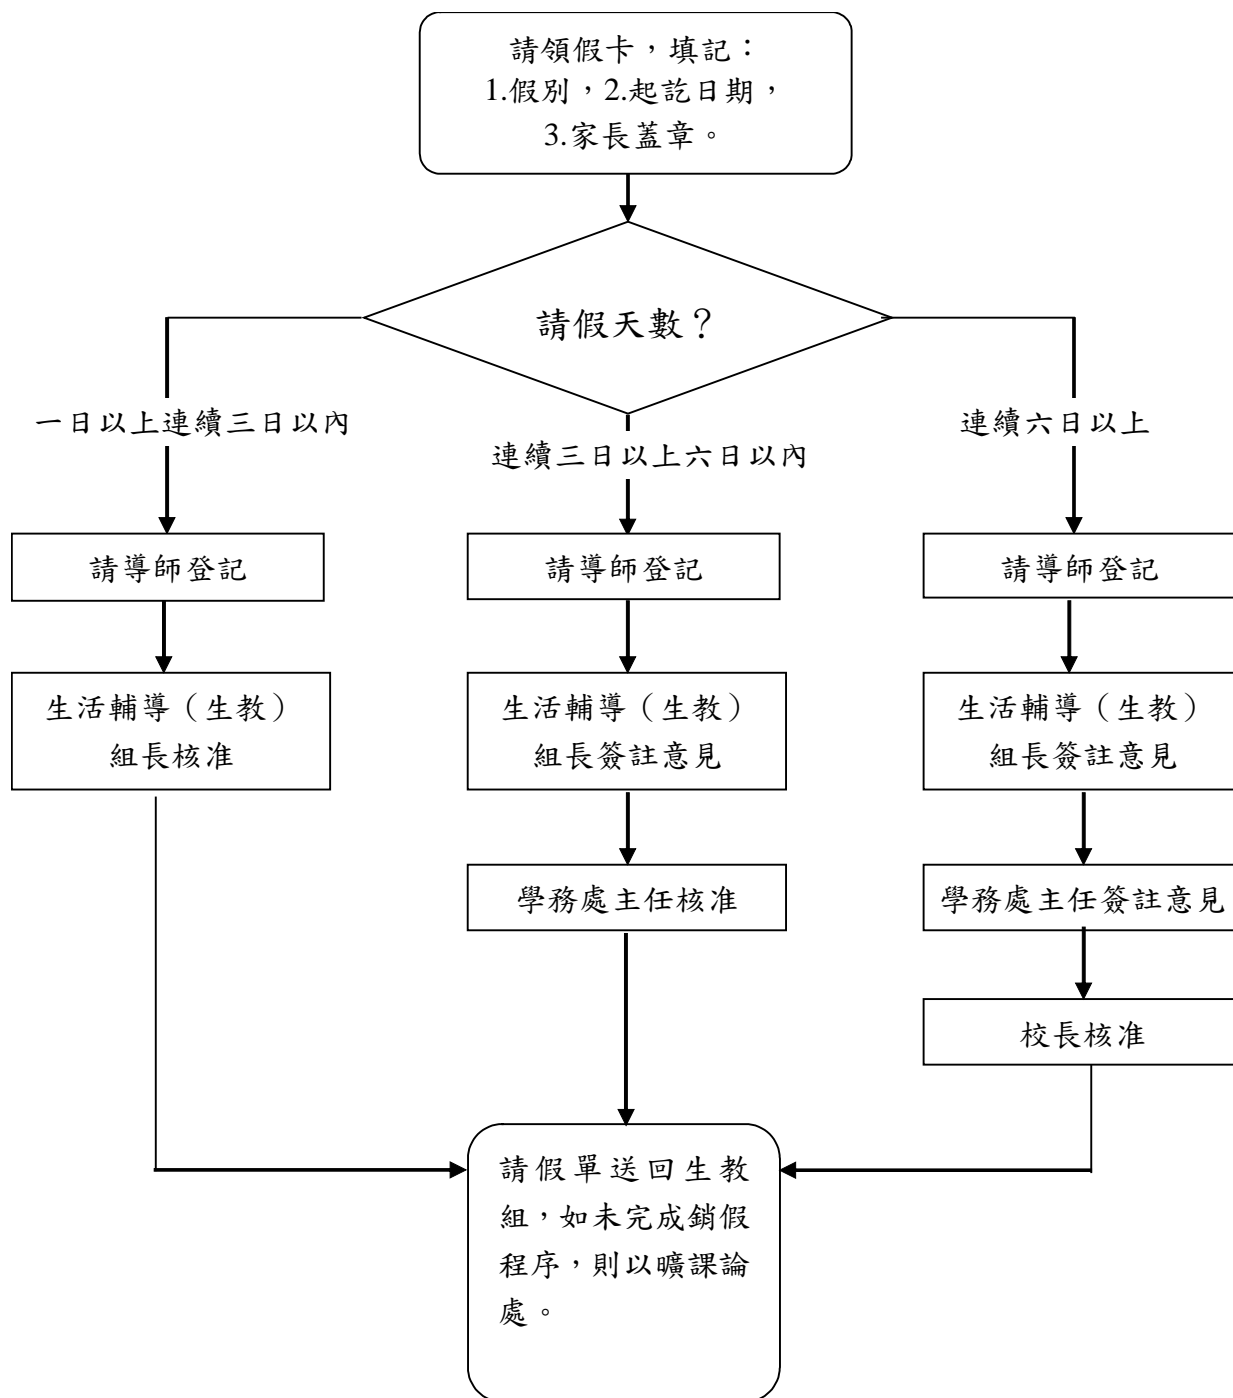 請領假卡，填記：
1.假別，2.起訖日期，
3.家長蓋章。
請假天數？
一日以上連續三日以內
連續三日以上六日以內
連續六日以上
請導師登記
請導師登記
請導師登記
生活輔導（生教）
組長核准
生活輔導（生教）
組長簽註意見
生活輔導（生教）
組長簽註意見
學務處主任核准
學務處主任簽註意見
校長核准
請假單送回生教
組，如未完成銷假
程序，則以曠課論
處。